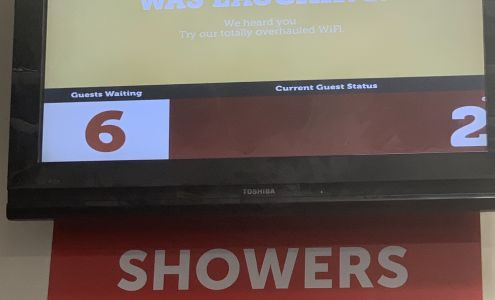 We heard you
Try our totally overhauled WiFi.
Guests Waiting
Current Guest Status
6
2
TOSHIBA
SHOWERS